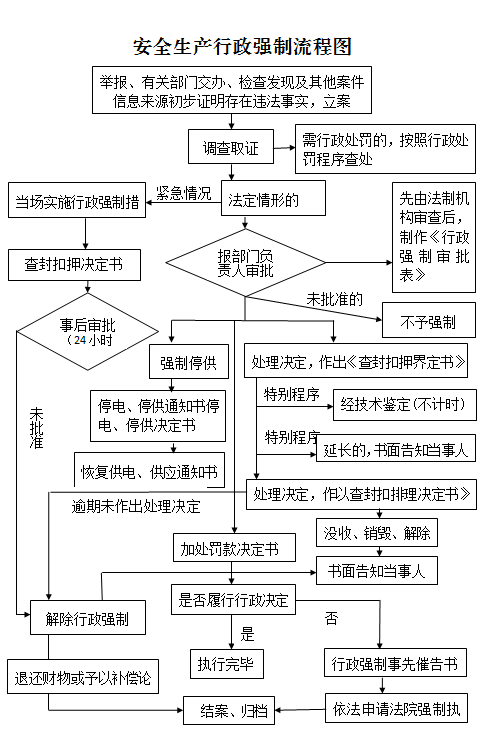 安全生产行政强制流程图
举报、有关部门交办、检查发现及其他案件
信息来源初步证明存在违法事实，立案
调查取证
需行政处罚的，按照行政处
罚程序查处
紧急情况
当场实施行政强制措
法定情形的
先由法制机
构审查后，
制作《行政
强制审批
表》
查封扣押决定书
报部门负
责人审批
未批准的
不予强制
事后审批
（24小时
强制停供
处理决定，作出《查封扣押界定书》
特别程序
经技术鉴定(不计时)
停电、停供通知书停
电、停供决定书
未批准
特别程序
延长的，书面告知当事人
恢复供电、供应通知书
处理决定，作以查封扣排理决定书》
逾期未作出处理决定
没收、销毁、解除
加处罚款决定书
书面告知当事人
是否履行行政决定
解除行政强制
否
是
执行完毕
行政强制事先催告书
退还财物或予以补偿论
结案、归档
依法申请法院强制执